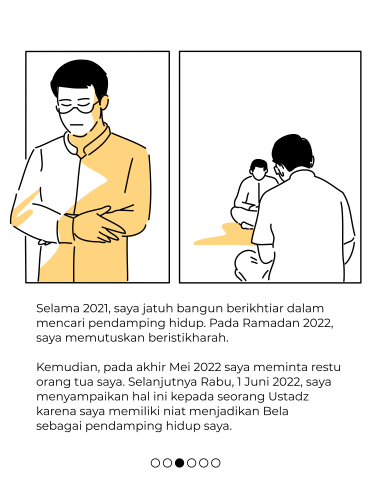 Selama 2021, saya jatuh bangun berikhtiar dalam
mencari pendamping hidup. Pada Ramadan 2022,
saya memutuskan beristikharah.
Kemudian, pada akhir Mei 2022 saya meminta restu
orang tua saya. Selanjutnya Rabu, 1 Juni 2022, saya
menyampaikan hal ini kepada seorang Ustadz
karena saya memiliki niat menjadikan Bela
sebagai pendamping hidup saya.